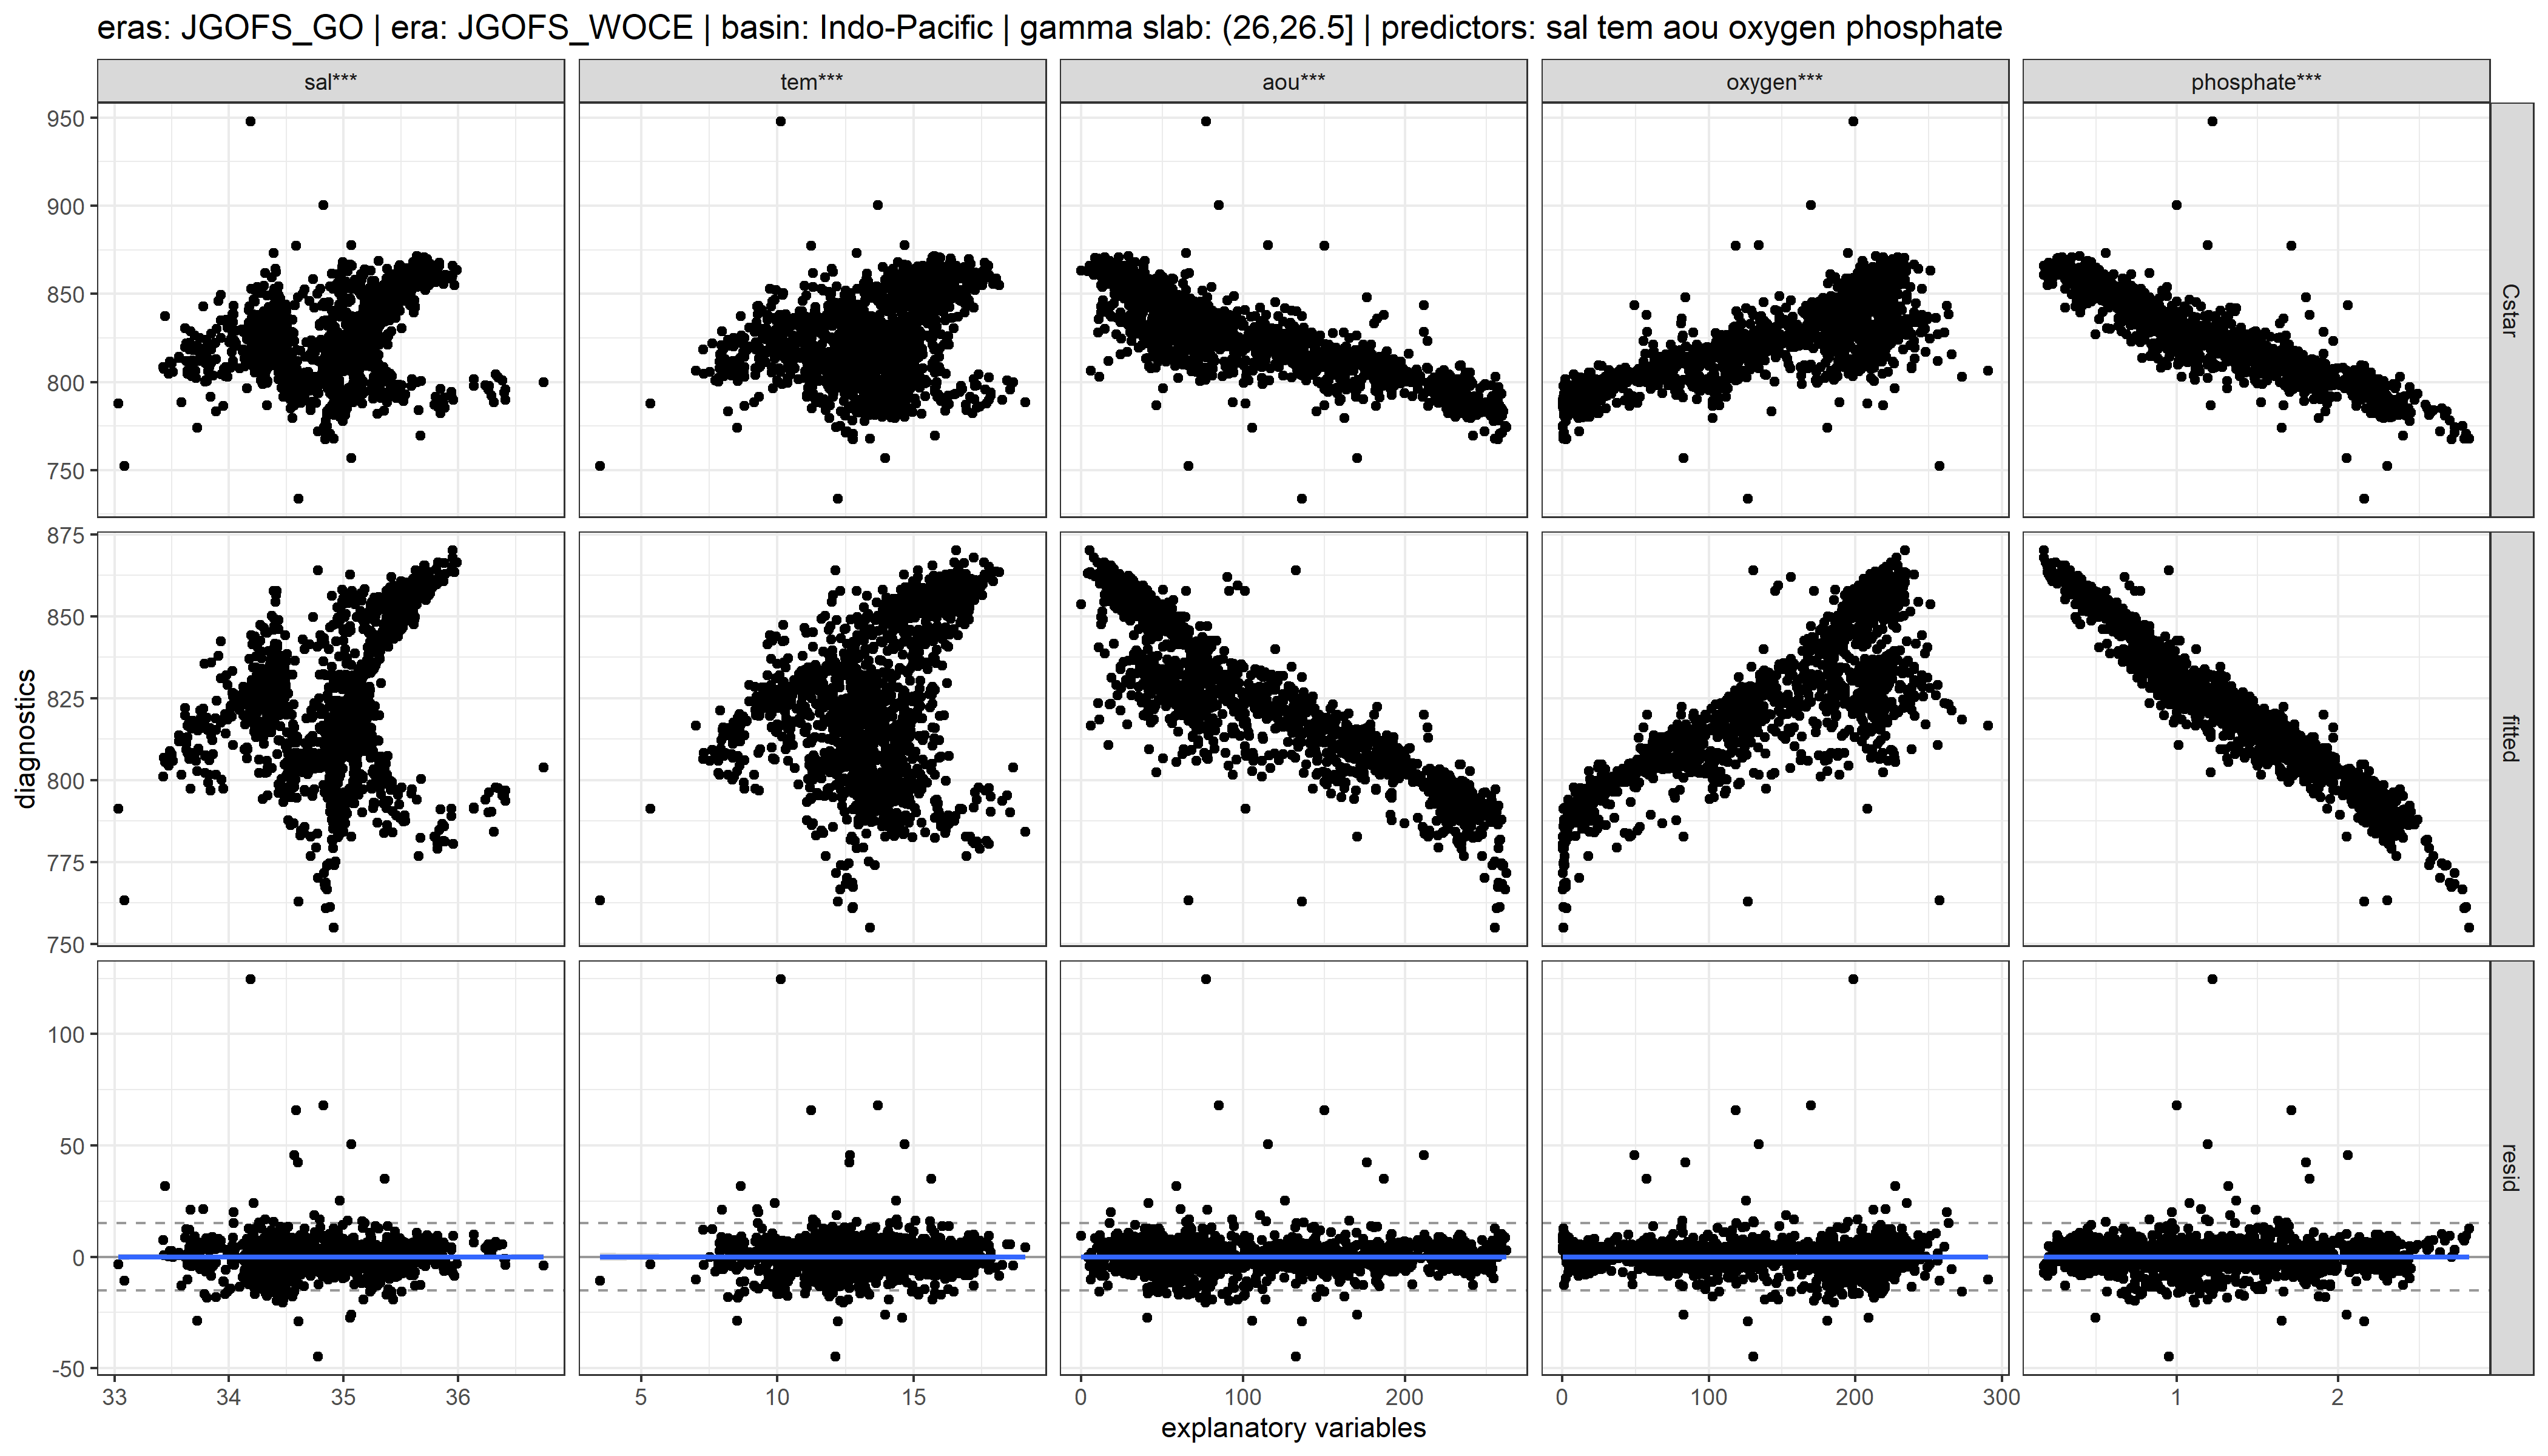 eras: JGOFS_GO | era: JGOFS_WOCE | basin: Indo-Pacific | gamma slab: (26,26.5] | predictors: sal tem aou oxygen phosphate
sal*** tem*** aou*** oxygen*** phosphate***
950
900
850
800
750
Cstar
875
850
825
800
775
750
fitted
diagnostics
100
50
0
-50
resid
33 34 35 36 5 10 15 0 100 200 0 100 200 300 1 2
explanatory variables